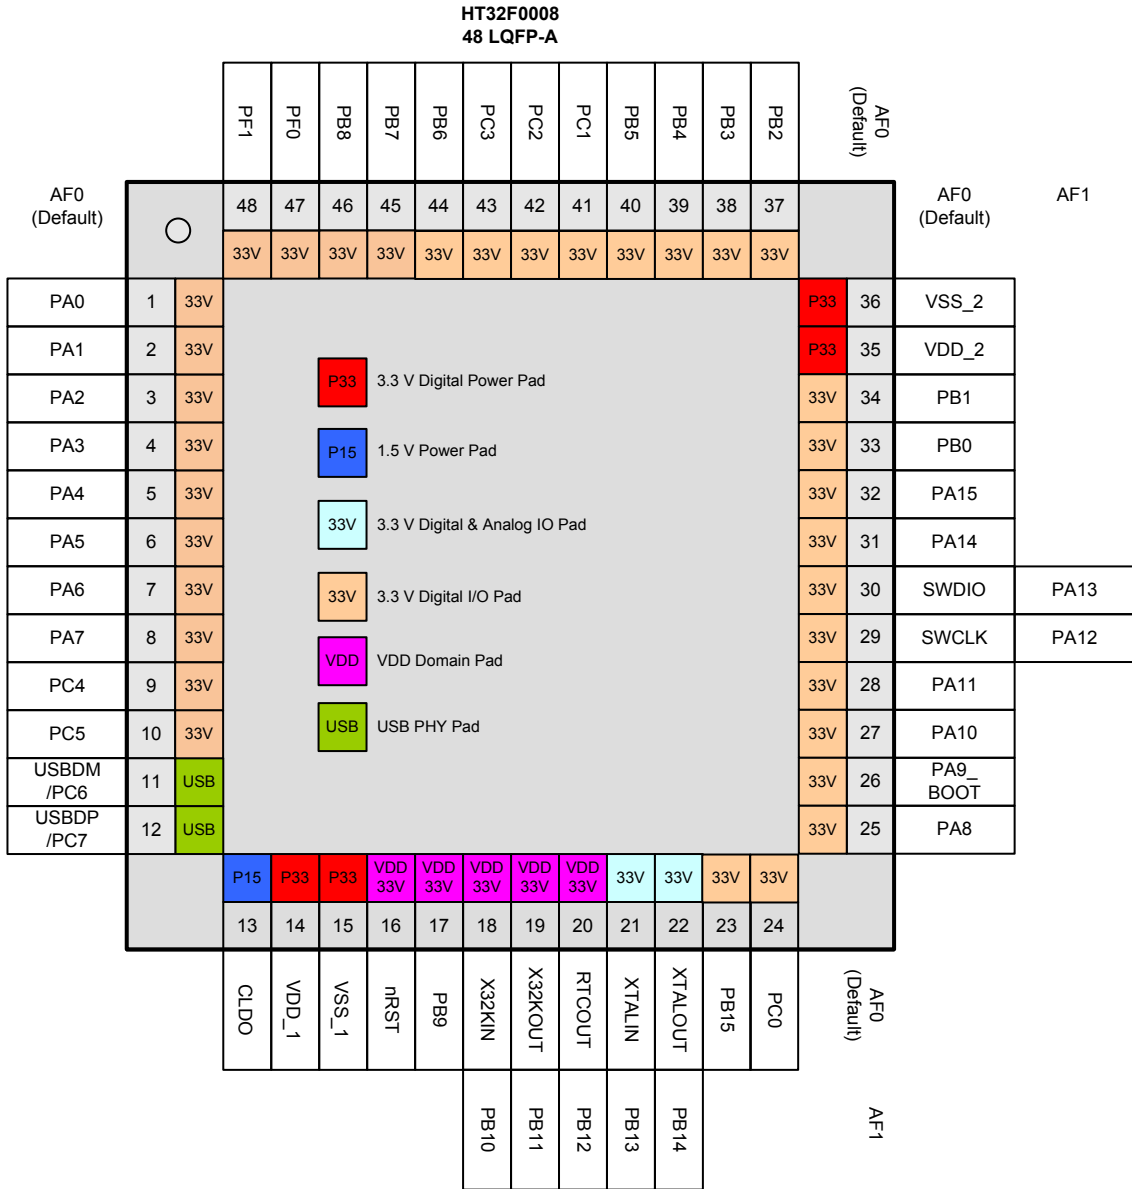 HT32F0008
48 LQFP-A
PF1 PF0 PB8 PB7 PB6 PC3 PC2 PC1 PB5 PB4 PB3 PB2
AF0
(Default)
AF0
(Default)
48 47 46 45 44 43 42 41 40 39 38 37
AF0
(Default)
AF1
33V 33V 33V 33V 33V 33V 33V 33V 33V 33V 33V 33V
PA0 1 33V
P33 36 VSS_2
PA1 2 33V
P33 35 VDD_2
PA2 3 33V
33V 34 PB1
PA3 4 33V
33V 33 PB0
PA4 5 33V
33V 32 PA15
PA5 6 33V
33V 31 PA14
PA6 7 33V
33V 30 SWDIO PA13
PA7 8 33V
33V 29 SWCLK PA12
PC4 9 33V
33V 28 PA11
PC5 10 33V
33V 27 PA10
USBDM
/PC6
11 USB
33V 26
PA9_
BOOT
USBDP
/PC7
12 USB
33V 25 PA8
P33 3.3 V Digital Power Pad
P15 1.5 V Power Pad
33V 3.3 V Digital & Analog IO Pad
33V 3.3 V Digital I/O Pad
VDD VDD Domain Pad
USB USB PHY Pad
P15 P33 P33 VDD VDD VDD VDD VDD 33V 33V 33V 33V
33V 33V 33V 33V 33V
13 14 15 16 17 18 19 20 21 22 23 24
CLDO VDD_1 VSS_1 nRST PB9 X32KIN X32KOUT RTCOUT XTALIN XTALOUT PB15 PC0
AF0
(Default)
PB10 PB11 PB12 PB13 PB14
AF1